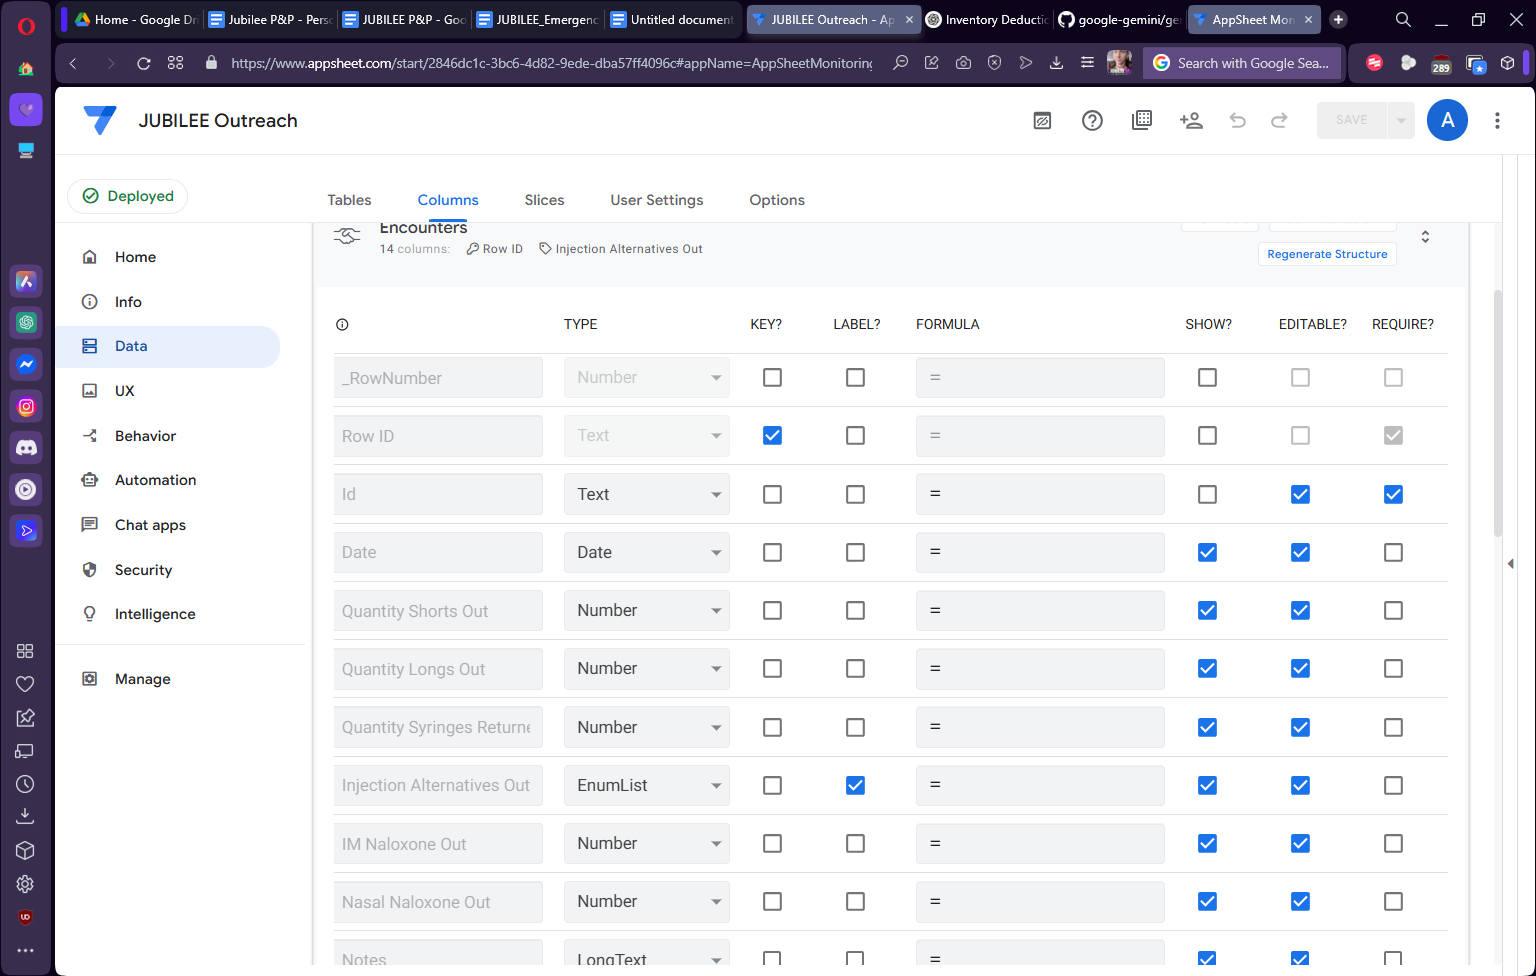 Home - Google Dri
Jubilee P&P - Perso
JUBILEE P&P - Goo
JUBILEE_Emergenc
Untitled document
JUBILEE Outreach - Ap
Inventory Deductio
google-gemini/ge
AppSheet Mon
https://www.appsheet.com/start/2846dc1c-3bc6-4d82-9ede-dba57ff4096c#appName=AppSheetMonitoring
Search with Google Sea...
289
JUBILEE Outreach
SAVE
A
Deployed
Tables
Columns
Slices
User Settings
Options
Home
Info
Data
UX
Behavior
Automation
Chat apps
Security
Intelligence
Manage
Encounters
14 columns: Row ID Injection Alternatives Out
Regenerate Structure
TYPE KEY? LABEL? FORMULA SHOW? EDITABLE? REQUIRE?
_RowNumber Number =
Row ID Text =
Id Text =
Date Date =
Quantity Shorts Out Number =
Quantity Longs Out Number =
Quantity Syringes Returne Number =
Injection Alternatives Out EnumList =
IM Naloxone Out Number =
Nasal Naloxone Out Number =
Notes LongText =